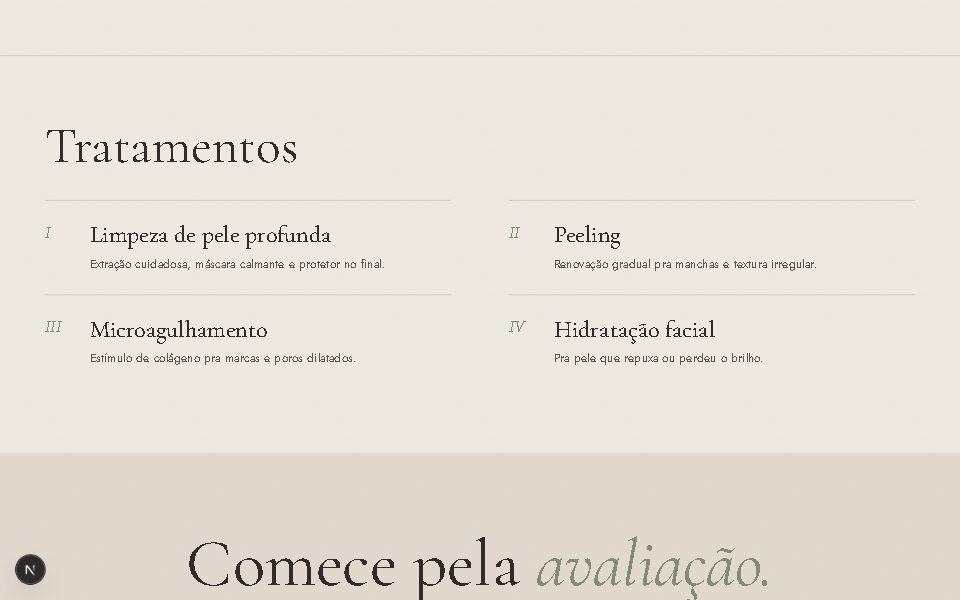 Tratamentos
I
Limpeza de pele profunda
Extração cuidadosa, máscara calmante e protetor no final.
II
Peeling
Renovação gradual pra manchas e textura irregular.
III
Microagulhamento
Estímulo de colágeno pra marcas e poros dilatados.
IV
Hidratação facial
Pra pele que repuxa ou perdeu o brilho.
Comece pela avaliação.
N